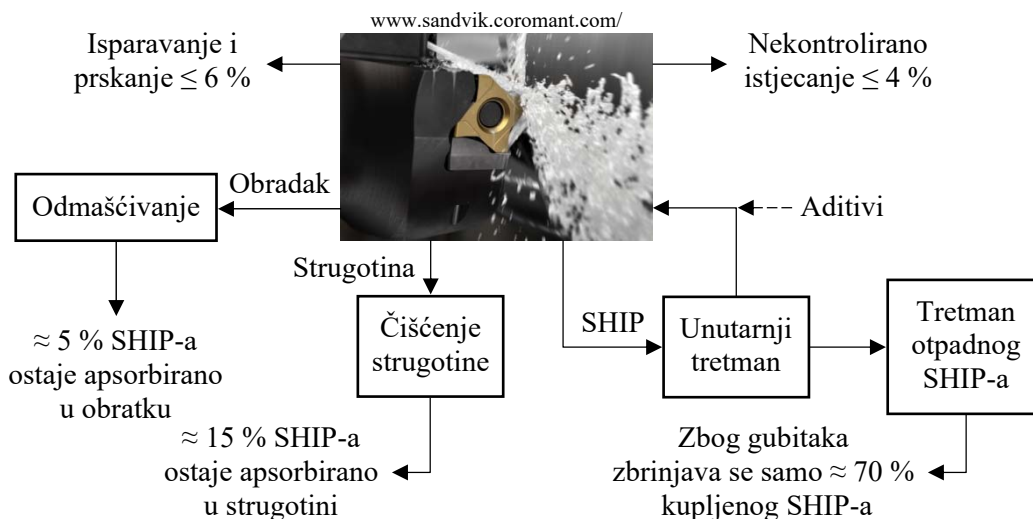 www.sandvik.coromant.com/
Isparavanje i
prskanje ≤ 6 %
Nekontrolirano
istjecanje ≤ 4 %
Obradak
Odmašćivanje
Aditivi
Strugotina
Čišćenje
strugotine
SHIP
Unutarnji
tretman
Tretman
otpadnog
SHIP-a
≈ 5 % SHIP-a
ostaje apsorbirano
u obratku
≈ 15 % SHIP-a
ostaje apsorbirano
u strugotini
Zbog gubitaka
zbrinjava se samo ≈ 70 %
kupljenog SHIP-a